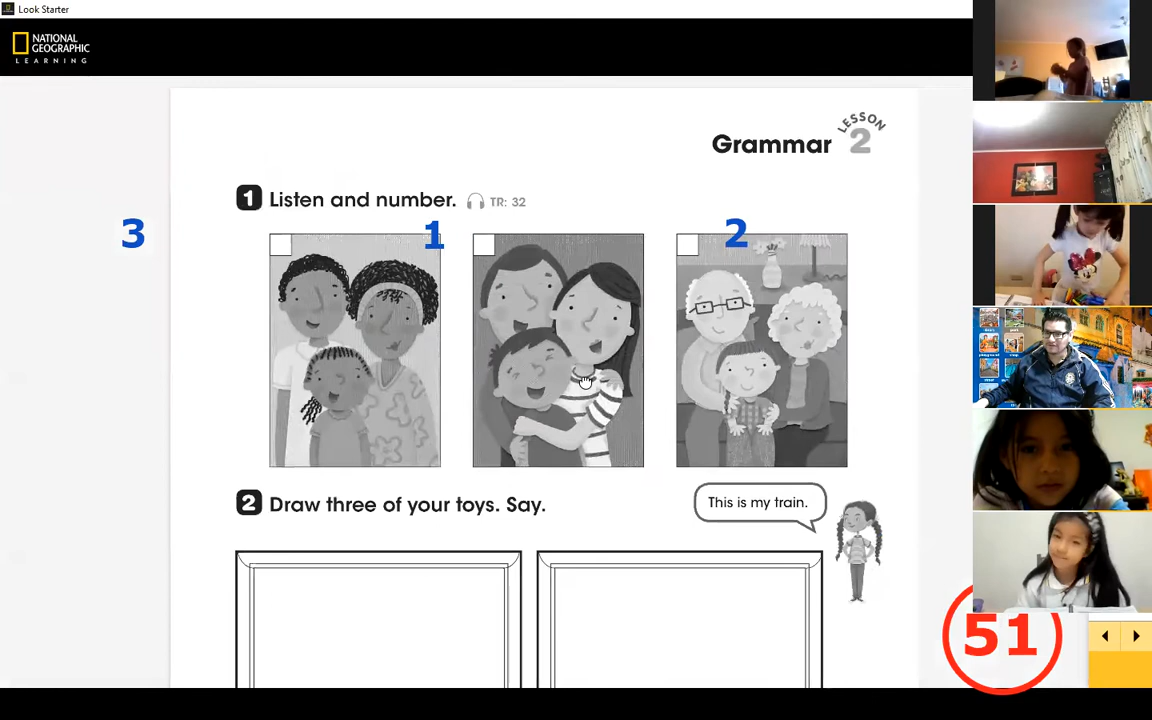 Look Starter
NATIONAL
GEOGRAPHIC
LEARNING
Grammar LESSON 2
1 Listen and number. TR: 32
3 1 2
2 Draw three of your toys. Say.
This is my train.
51